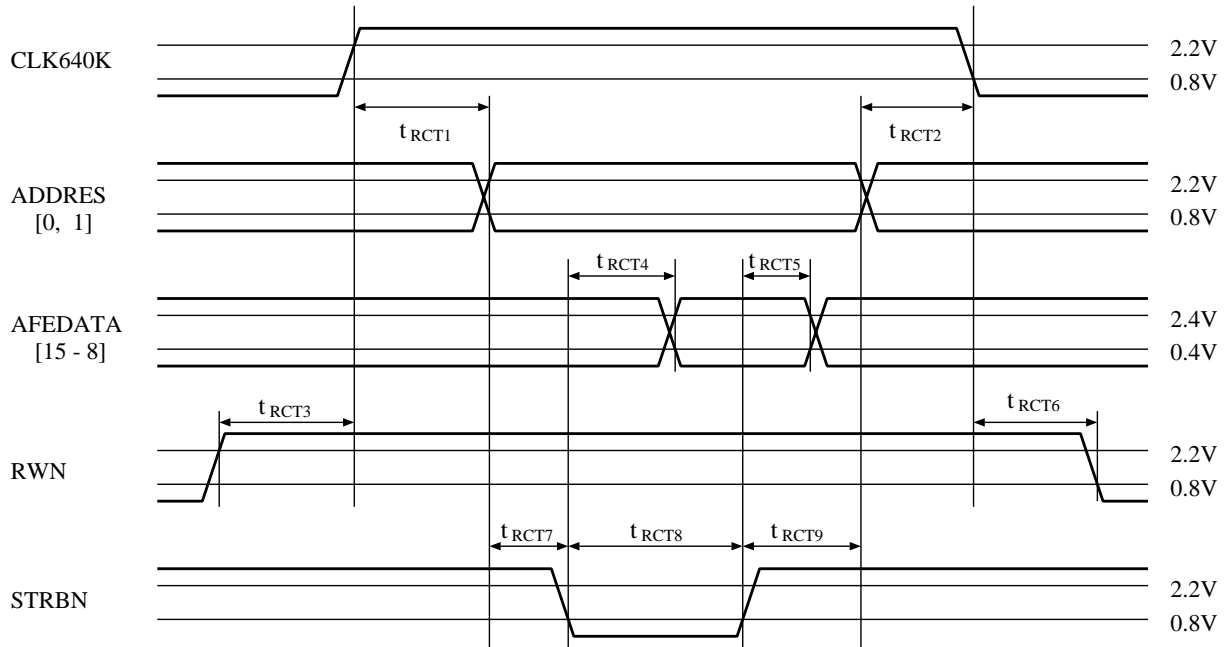 CLK640K
2.2V
0.8V
t RCT1
t RCT2
ADDRES
[0, 1]
2.2V
0.8V
t RCT4
t RCT5
AFEDATA
[15 - 8]
2.4V
0.4V
t RCT3
t RCT6
RWN
2.2V
0.8V
t RCT7
t RCT8
t RCT9
STRBN
2.2V
0.8V